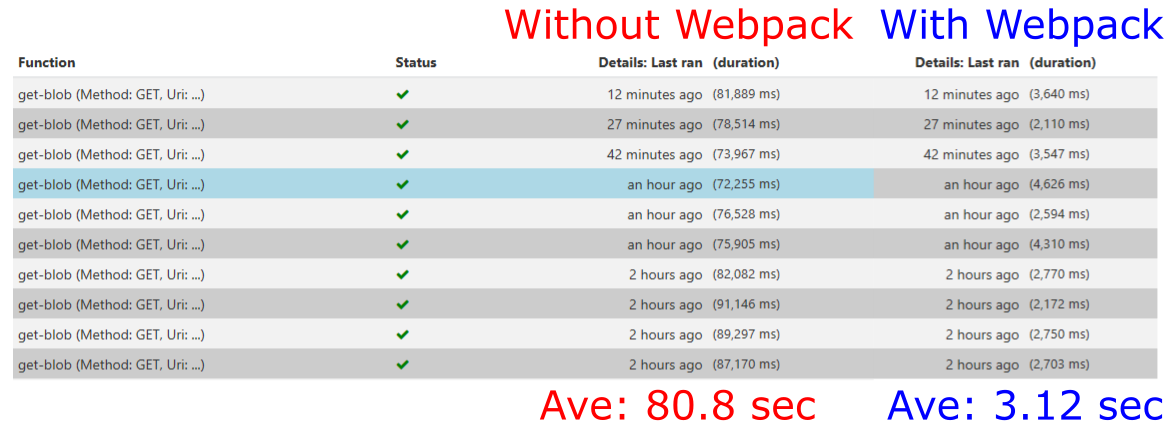 Without Webpack With Webpack
Function Status Details: Last ran (duration) Details: Last ran (duration)
get-blob (Method: GET, Uri: ...) 12 minutes ago (81,889 ms) 12 minutes ago (3,640 ms)
get-blob (Method: GET, Uri: ...) 27 minutes ago (78,514 ms) 27 minutes ago (2,110 ms)
get-blob (Method: GET, Uri: ...) 42 minutes ago (73,967 ms) 42 minutes ago (3,547 ms)
get-blob (Method: GET, Uri: ...) an hour ago (72,255 ms) an hour ago (4,626 ms)
get-blob (Method: GET, Uri: ...) an hour ago (76,528 ms) an hour ago (2,594 ms)
get-blob (Method: GET, Uri: ...) an hour ago (75,905 ms) an hour ago (4,310 ms)
get-blob (Method: GET, Uri: ...) 2 hours ago (82,082 ms) 2 hours ago (2,770 ms)
get-blob (Method: GET, Uri: ...) 2 hours ago (91,146 ms) 2 hours ago (2,172 ms)
get-blob (Method: GET, Uri: ...) 2 hours ago (89,297 ms) 2 hours ago (2,750 ms)
get-blob (Method: GET, Uri: ...) 2 hours ago (87,170 ms) 2 hours ago (2,703 ms)
Ave: 80.8 sec Ave: 3.12 sec